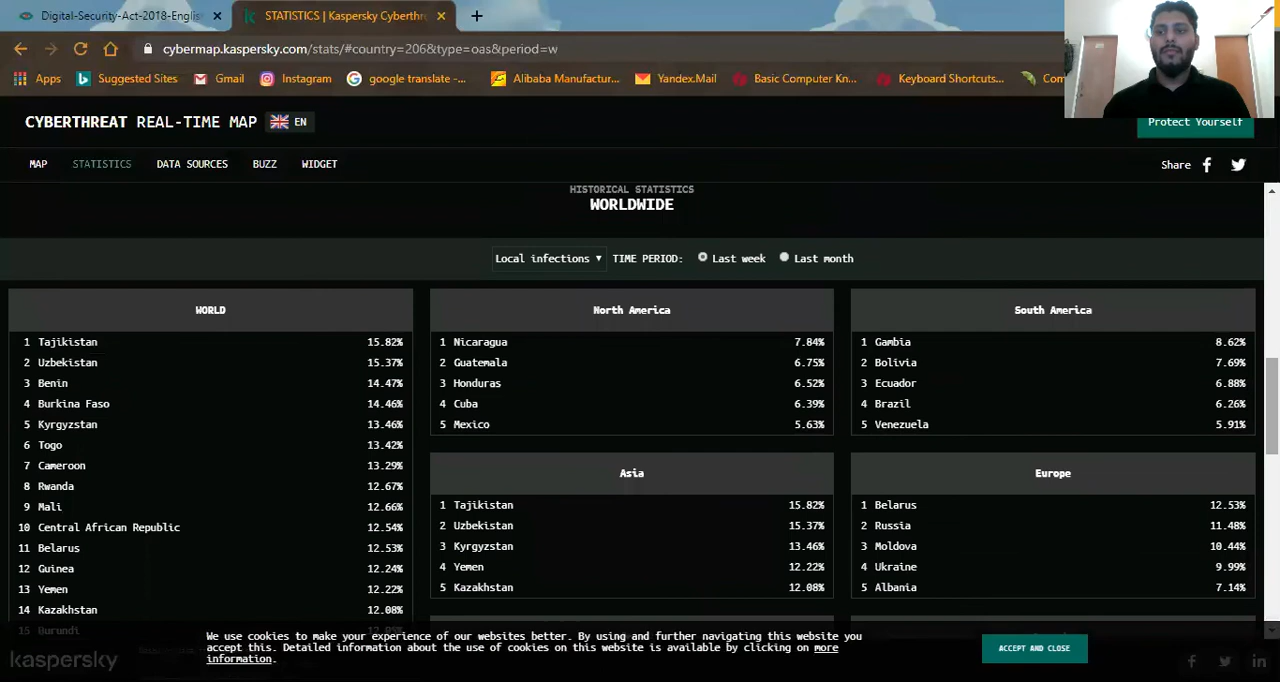 Digital-Security-Act-2018-Englis
STATISTICS | Kaspersky Cyberthre
cybermap.kaspersky.com/stats/#country=206&type=oas&period=w
Apps
Suggested Sites
Gmail
Instagram
google translate -...
Alibaba Manufactur...
Yandex.Mail
Basic Computer Kn...
Keyboard Shortcuts...
Com
CYBERTHREAT REAL-TIME MAP EN
Protect Yourself
MAP
STATISTICS
DATA SOURCES
BUZZ
WIDGET
Share
HISTORICAL STATISTICS
WORLDWIDE
Local infections ▼ TIME PERIOD: Last week Last month
WORLD
1 Tajikistan 15.82%
2 Uzbekistan 15.37%
3 Benin 14.47%
4 Burkina Faso 14.46%
5 Kyrgyzstan 13.46%
6 Togo 13.42%
7 Cameroon 13.29%
8 Rwanda 12.67%
9 Mali 12.66%
10 Central African Republic 12.54%
11 Belarus 12.53%
12 Guinea 12.24%
13 Yemen 12.22%
14 Kazakhstan 12.08%
15 Burundi
North America
1 Nicaragua 7.84%
2 Guatemala 6.75%
3 Honduras 6.52%
4 Cuba 6.39%
5 Mexico 5.63%
South America
1 Gambia 8.62%
2 Bolivia 7.69%
3 Ecuador 6.88%
4 Brazil 6.26%
5 Venezuela 5.91%
Asia
1 Tajikistan 15.82%
2 Uzbekistan 15.37%
3 Kyrgyzstan 13.46%
4 Yemen 12.22%
5 Kazakhstan 12.08%
Europe
1 Belarus 12.53%
2 Russia 11.48%
3 Moldova 10.44%
4 Ukraine 9.99%
5 Albania 7.14%
We use cookies to make your experience of our websites better. By using and further navigating this website you
accept this. Detailed information about the use of cookies on this website is available by clicking on more
information.
ACCEPT AND CLOSE
kaspersky